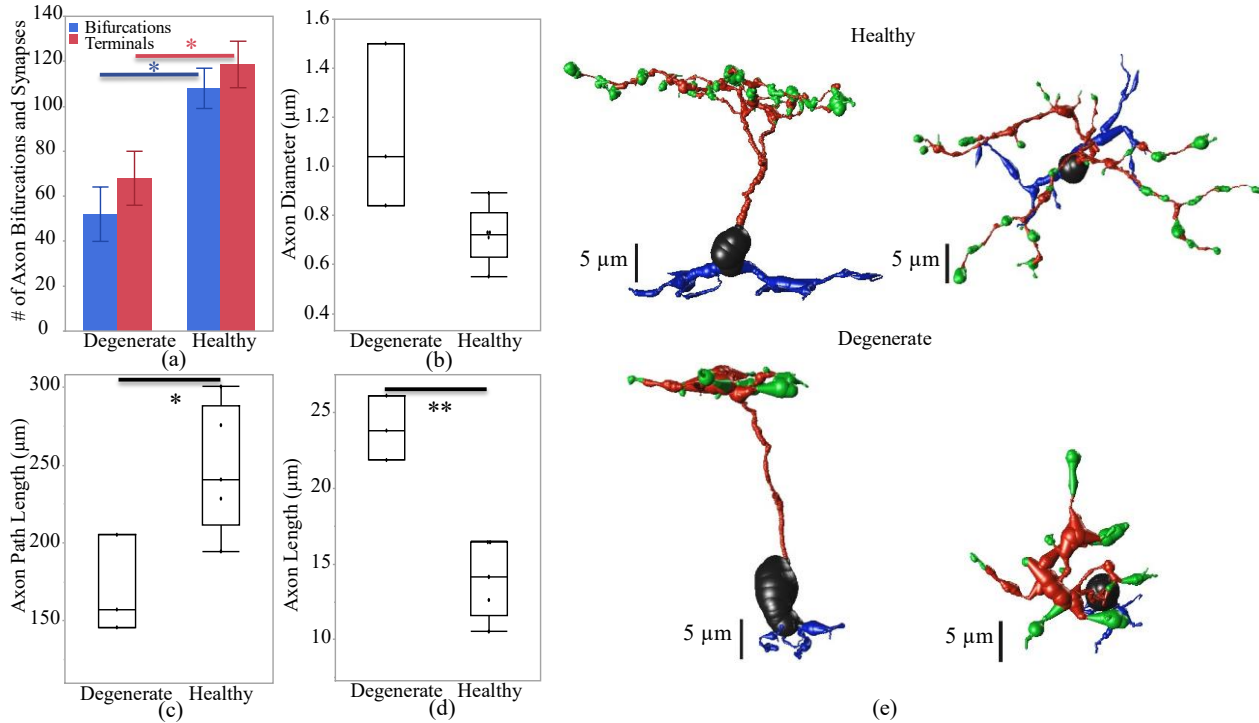 # of Axon Bifurcations and Synapses
140
120
100
80
60
40
20
0
Bifurcations
Terminals
*
*
Degenerate Healthy
(a)
Axon Diameter (µm)
1.6
1.4
1.2
1.0
0.8
0.6
0.4
Degenerate Healthy
(b)
Axon Path Length (µm)
300
250
200
150
*
Degenerate Healthy
(c)
Axon Length (µm)
25
20
15
10
**
Degenerate Healthy
(d)
Healthy
5 µm
5 µm
Degenerate
5 µm
5 µm
(e)